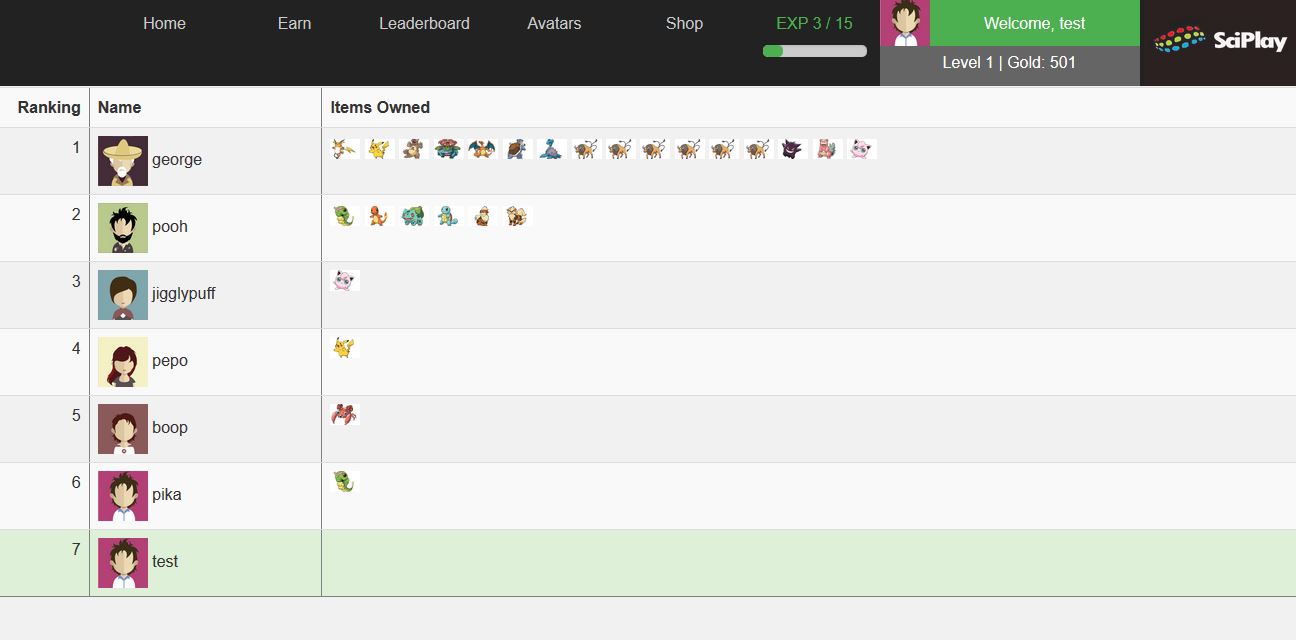 Home Earn Leaderboard Avatars Shop EXP 3 / 15 Welcome, test
Level 1 | Gold: 501
SciPlay
Ranking Name Items Owned
1 george
2 pooh
3 jigglypuff
4 pepo
5 boop
6 pika
7 test